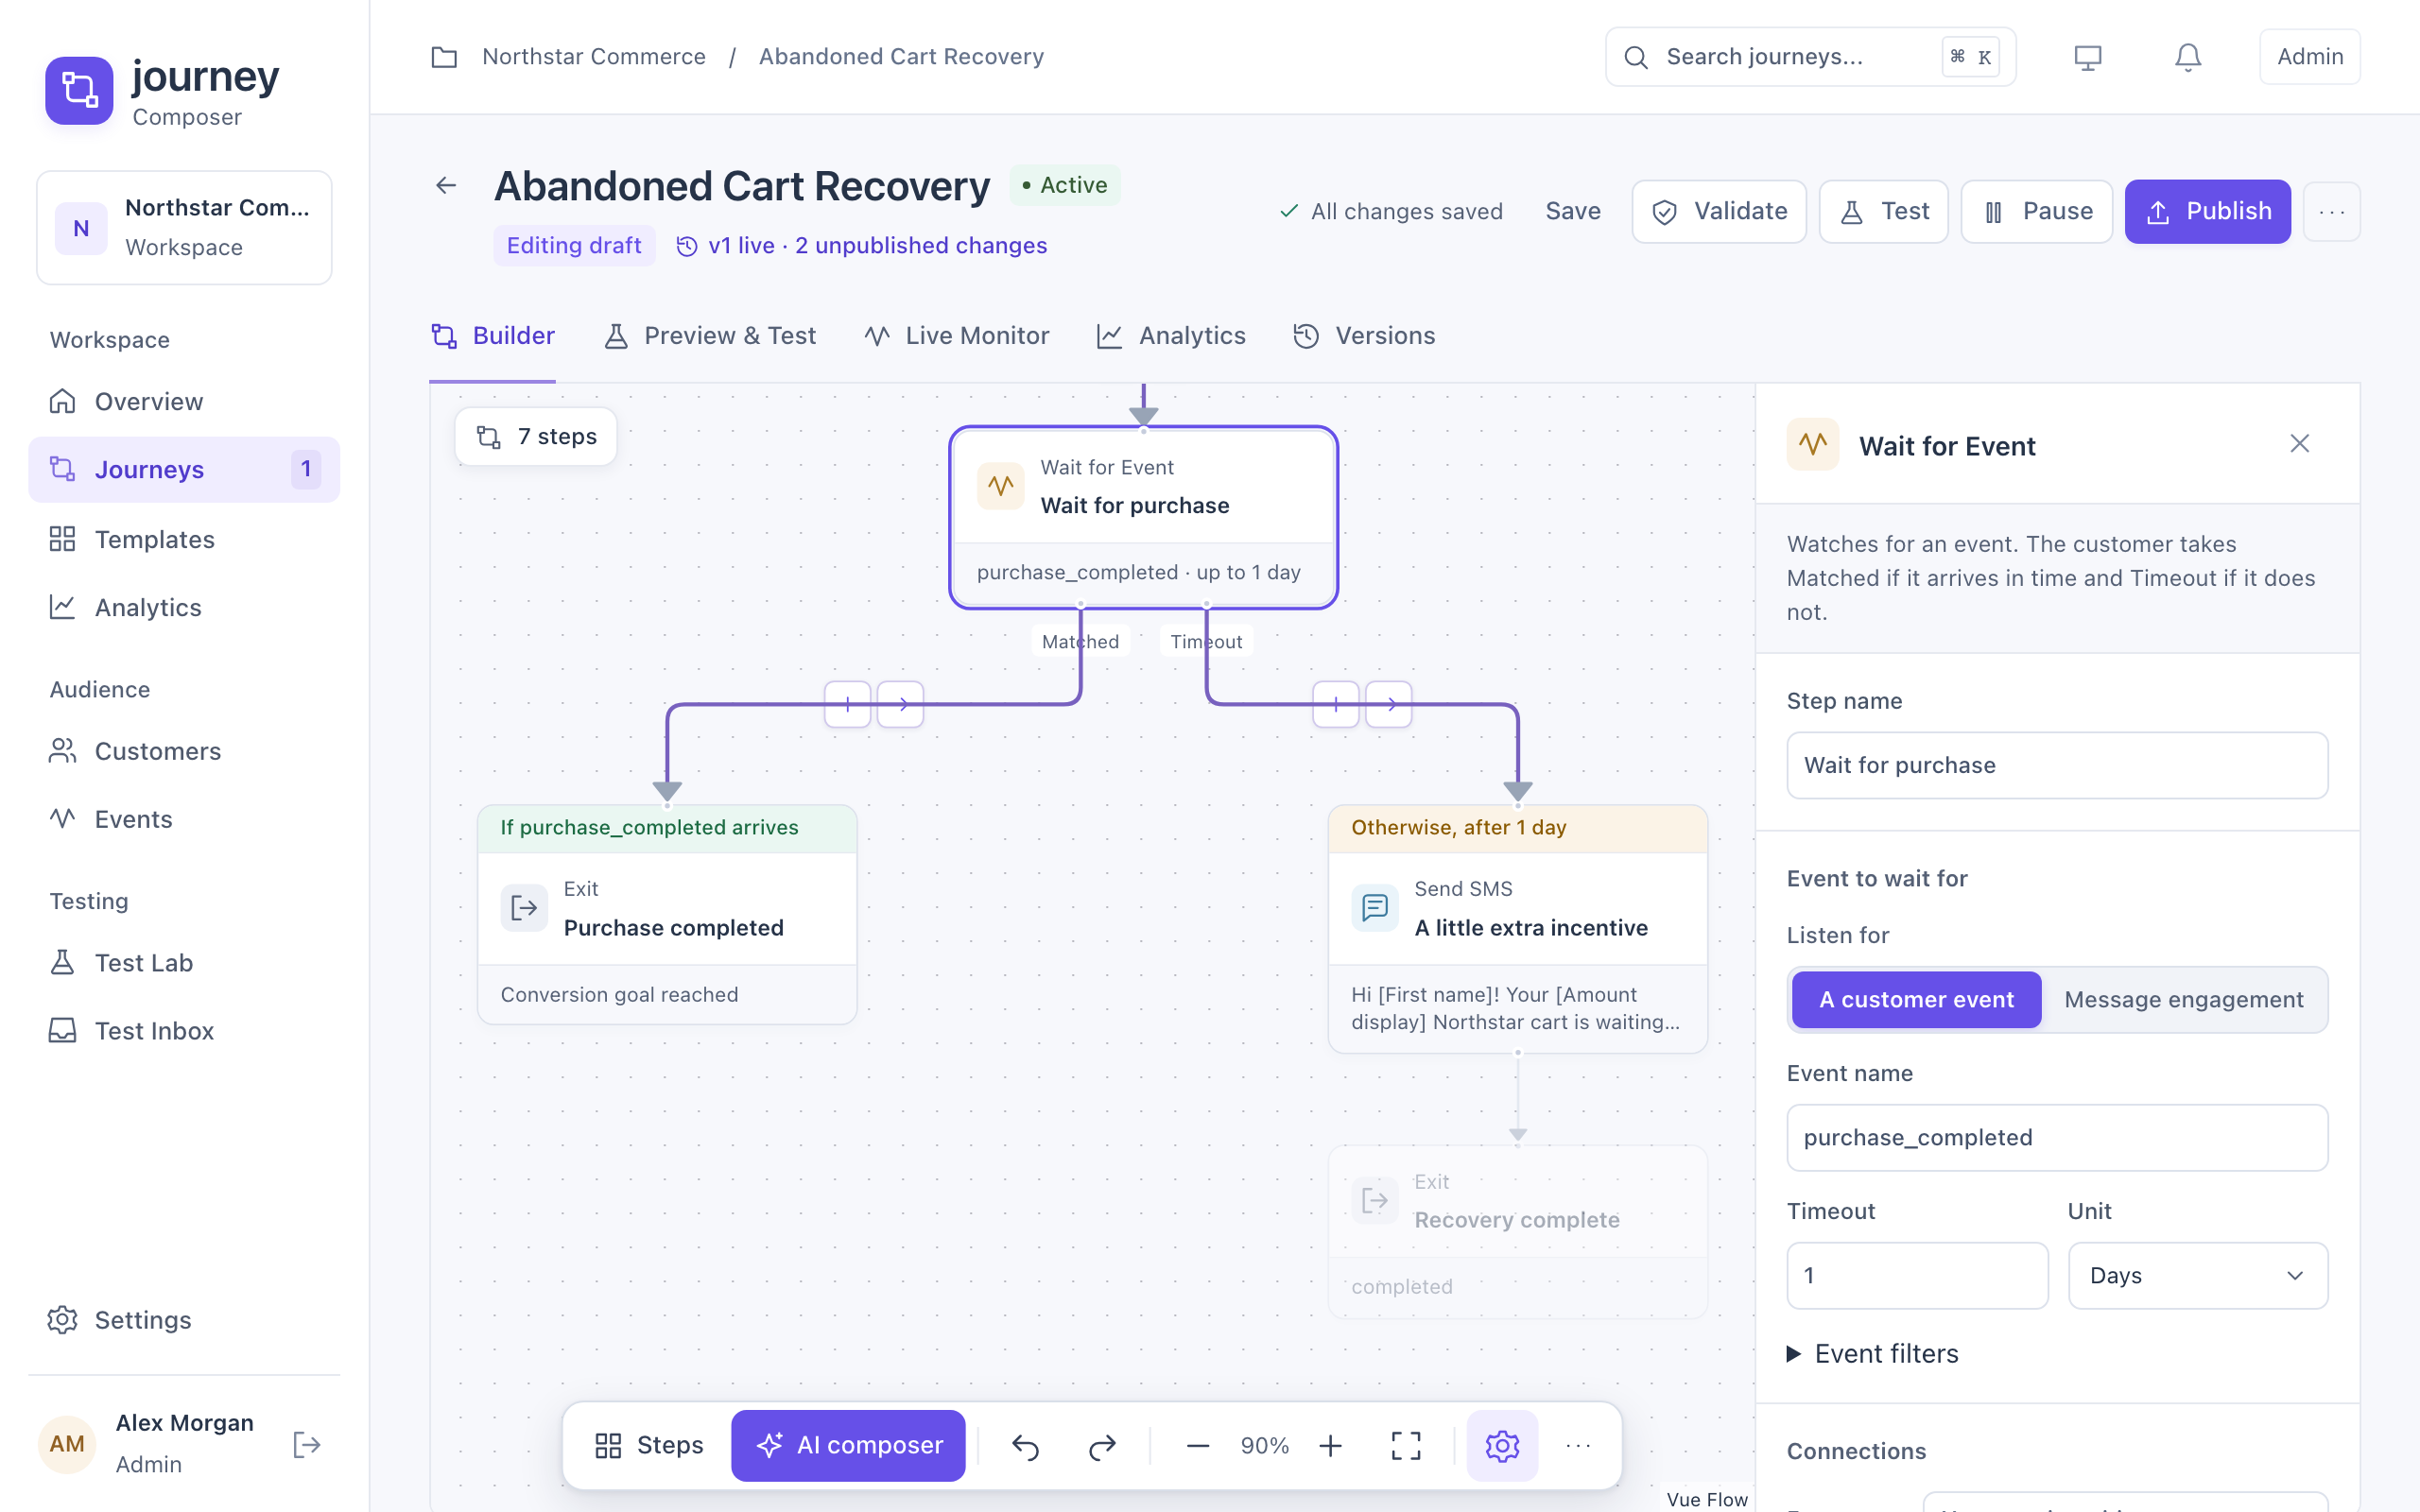 journey
Composer
N
Northstar Com...
Workspace
Workspace
Overview
Journeys
1
Templates
Analytics
Audience
Customers
Events
Testing
Test Lab
Test Inbox
Settings
AM
Alex Morgan
Admin
Northstar Commerce / Abandoned Cart Recovery
Search journeys...
⌘ K
Admin
Abandoned Cart Recovery
• Active
Editing draft
v1 live · 2 unpublished changes
All changes saved
Save
Validate
Test
Pause
Publish
...
Builder
Preview & Test
Live Monitor
Analytics
Versions
7 steps
Wait for Event
Wait for purchase
purchase_completed · up to 1 day
Matched
Timeout
If purchase_completed arrives
Exit
Purchase completed
Conversion goal reached
Otherwise, after 1 day
Send SMS
A little extra incentive
Hi [First name]! Your [Amount
display] Northstar cart is waiting...
Exit
Recovery complete
completed
Steps
AI composer
90%
...
Vue Flow
Wait for Event
Watches for an event. The customer takes
Matched if it arrives in time and Timeout if it does
not.
Step name
Wait for purchase
Event to wait for
Listen for
A customer event
Message engagement
Event name
purchase_completed
Timeout
Unit
1
Days
Event filters
Connections